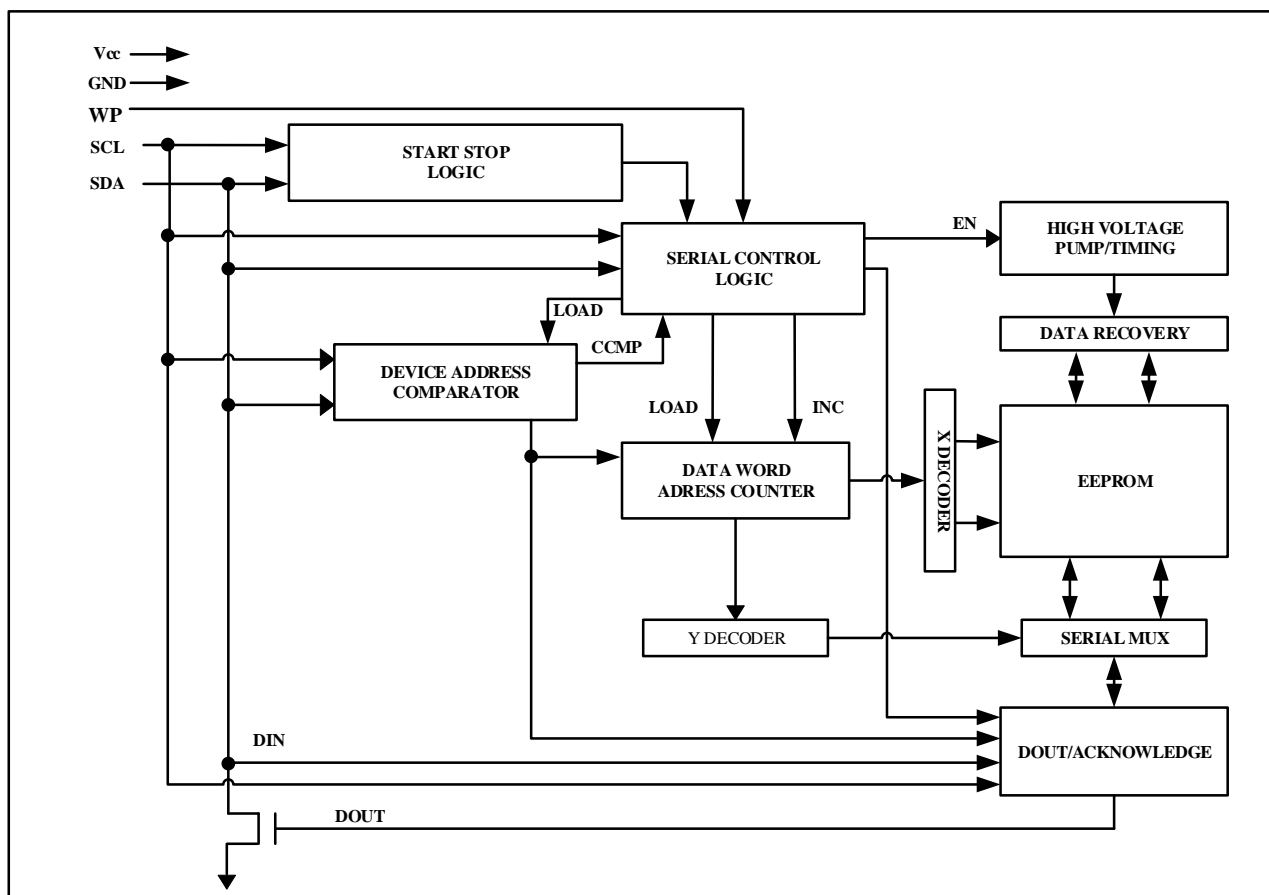 Vcc
GND
WP
SCL
SDA
START STOP
LOGIC
SERIAL CONTROL
LOGIC
EN
HIGH VOLTAGE
PUMP/TIMING
LOAD
CCMP
DATA RECOVERY
DEVICE ADDRESS
COMPARATOR
LOAD
INC
X DECODER
DATA WORD
ADRESS COUNTER
EEPROM
Y DECODER
SERIAL MUX
DIN
DOUT/ACKNOWLEDGE
DOUT